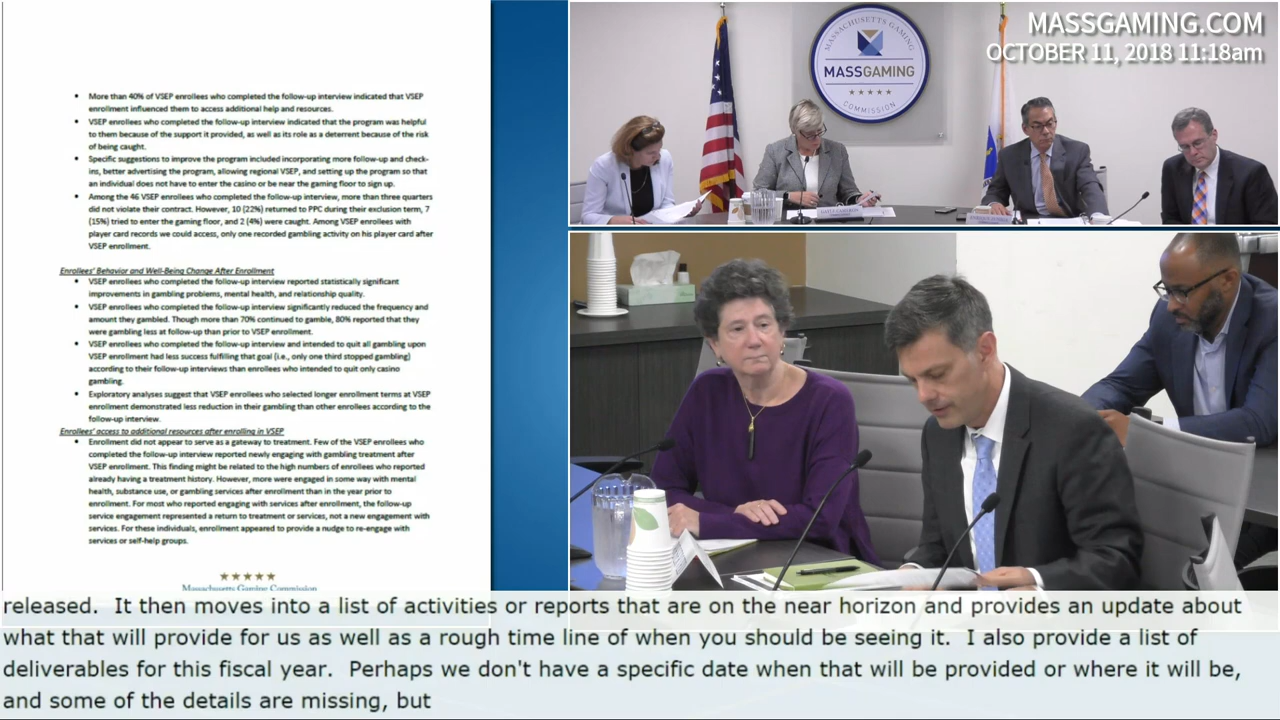 • More than 40% of VSEP enrollees who completed the follow-up interview indicated that VSEP
enrollment influenced them to access additional help and resources.
• VSEP enrollees who completed the follow-up interview indicated that the program was helpful
to them because of the support it provided, as well as its role as a deterrent because of the risk
of being caught.
• Specific suggestions to improve the program included incorporating more follow-up and check-
ins, better advertising the program, allowing regional VSEP, and setting up the program so that
an individual does not have to enter the casino or be near the gaming floor to sign up.
• Among the 46 VSEP enrollees who completed the follow-up interview, more than three quarters
did not violate their contract. However, 10 (22%) returned to PPC during their exclusion term, 7
(15%) tried to enter the gaming floor, and 2 (4%) were caught. Among VSEP enrollees with
player card records we could access, only one recorded gambling activity on his player card after
VSEP enrollment.
Enrollees' Behavior and Well-Being Change After Enrollment
• VSEP enrollees who completed the follow-up interview reported statistically significant
improvements in gambling problems, mental health, and relationship quality.
• VSEP enrollees who completed the follow-up interview significantly reduced the frequency and
amount they gambled. Though more than 70% continued to gamble, 80% reported that they
were gambling less at follow-up than prior to VSEP enrollment.
• VSEP enrollees who completed the follow-up interview and intended to quit all gambling upon
VSEP enrollment had less success fulfilling that goal (i.e., only one third stopped gambling)
according to their follow-up interviews than enrollees who intended to quit only casino
gambling.
• Exploratory analyses suggest that VSEP enrollees who selected longer enrollment terms at VSEP
enrollment demonstrated less reduction in their gambling than other enrollees according to the
follow-up interview.
Enrollees' access to additional resources after enrolling in VSEP
• Enrollment did not appear to serve as a gateway to treatment. Few of the VSEP enrollees who
completed the follow-up interview reported newly engaging with gambling treatment after
VSEP enrollment. This finding might be related to the high numbers of enrollees who reported
already having a treatment history. However, more were engaged in some way with mental
health, substance use, or gambling services after enrollment than in the year prior to
enrollment. For most who reported engaging with services after enrollment, the follow-up
service engagement represented a return to treatment or services, not a new engagement with
services. For these individuals, enrollment appeared to provide a nudge to re-engage with
services or self-help groups.
★★★★★
Massachusetts Gaming Commission
MASSGAMING.COM
OCTOBER 11, 2018 11:18am
MASSACHUSETTS GAMING
MASSGAMING
★★★★★
COMMISSION
released. It then moves into a list of activities or reports that are on the near horizon and provides an update about
what that will provide for us as well as a rough time line of when you should be seeing it. I also provide a list of
deliverables for this fiscal year. Perhaps we don't have a specific date when that will be provided or where it will be,
and some of the details are missing, but